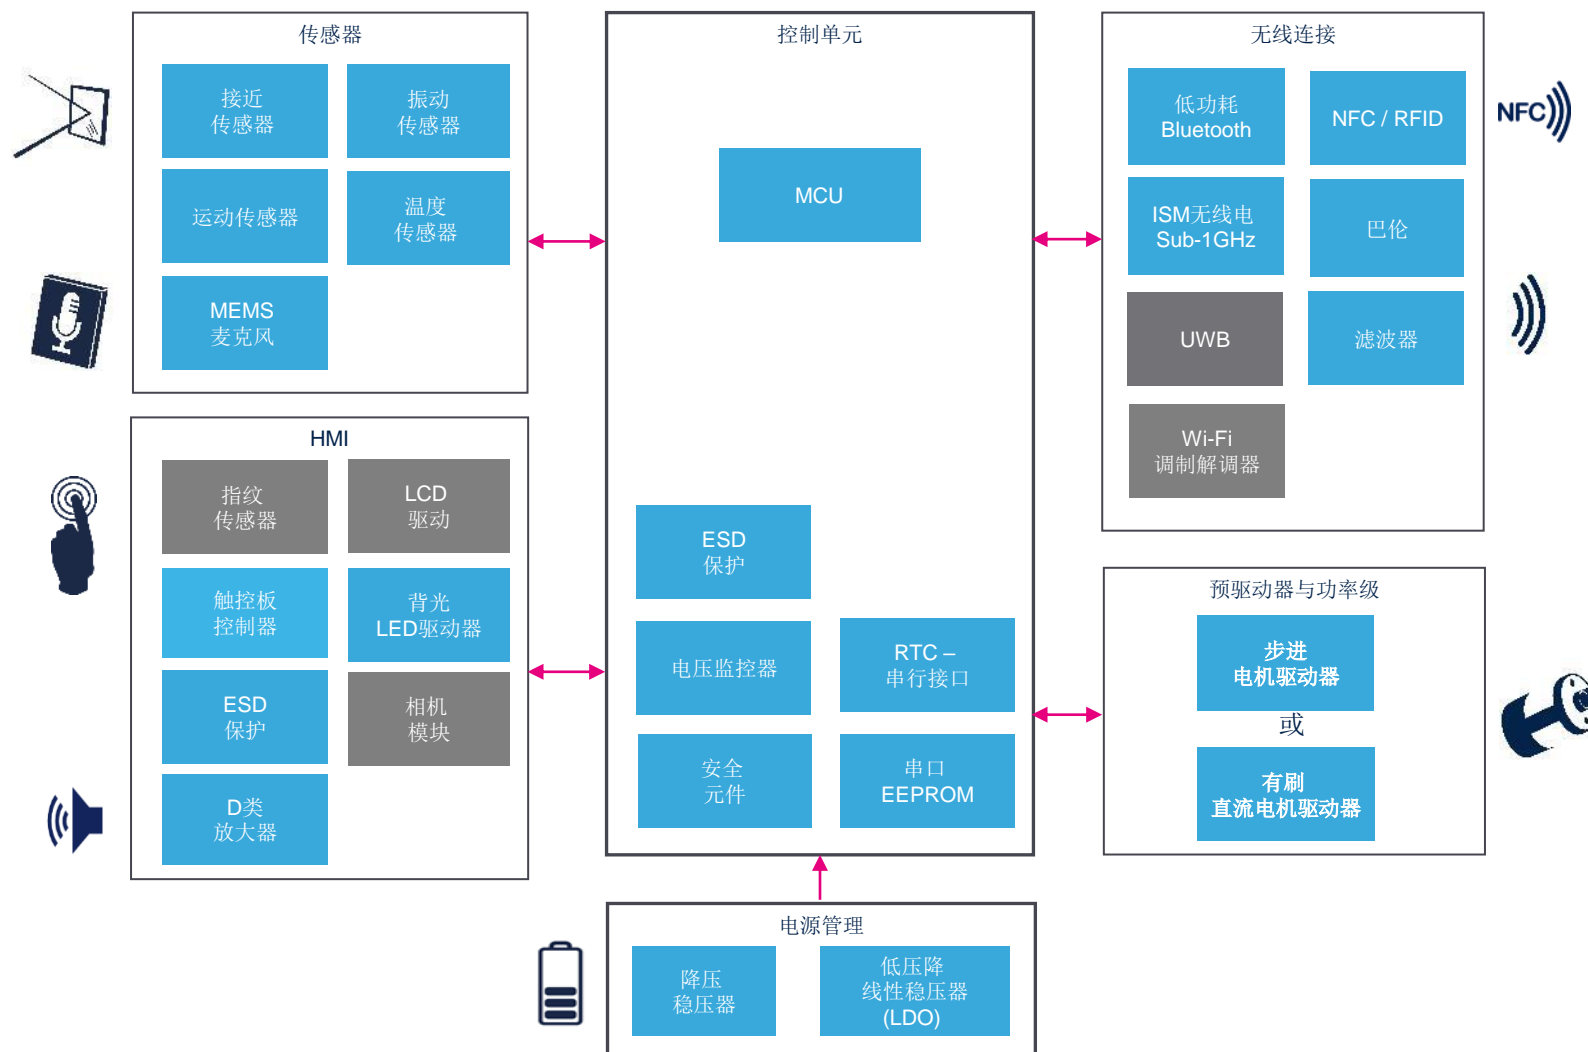 传感器
接近
传感器
振动
传感器
运动传感器
温度
传感器
MEMS
麦克风
HMI
指纹
传感器
LCD
驱动
触控板
控制器
背光
LED驱动器
ESD
保护
相机
模块
D类
放大器
控制单元
MCU
ESD
保护
电压监控器
RTC –
串行接口
安全
元件
串口
EEPROM
电源管理
降压
稳压器
低压降
线性稳压器
(LDO)
无线连接
低功耗
Bluetooth
NFC / RFID
ISM无线电
Sub-1GHz
巴伦
UWB
滤波器
Wi-Fi
调制解调器
NFC
预驱动器与功率级
步进
电机驱动器
或
有刷
直流电机驱动器